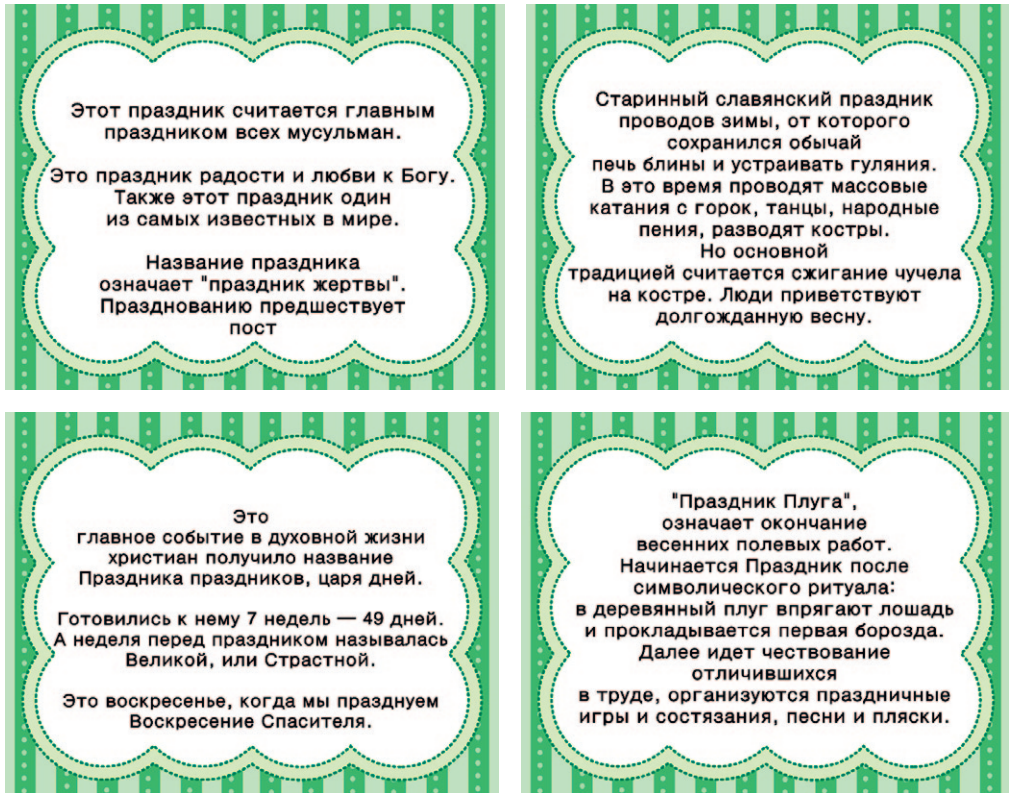 Этот праздник считается главным
праздником всех мусульман.
Это праздник радости и любви к Богу.
Также этот праздник один
из самых известных в мире.
Название праздника
означает "праздник жертвы".
Празднованию предшествует
пост
Старинный славянский праздник
проводов зимы, от которого
сохранился обычай
печь блины и устраивать гуляния.
В это время проводят массовые
катания с горок, танцы, народные
пения, разводят костры.
Но основной
традицией считается сжигание чучела
на костре. Люди приветствуют
долгожданную весну.
Это
главное событие в духовной жизни
христиан получило название
Праздника праздников, царя дней.
Готовились к нему 7 недель — 49 дней.
А неделя перед праздником называлась
Великой, или Страстной.
Это воскресенье, когда мы празднуем
Воскресение Спасителя.
"Праздник Плуга",
означает окончание
весенних полевых работ.
Начинается Праздник после
символического ритуала:
в деревянный плуг впрягают лошадь
и прокладывается первая борозда.
Далее идет чествование
отличившихся
в труде, организуются праздничные
игры и состязания, песни и пляски.